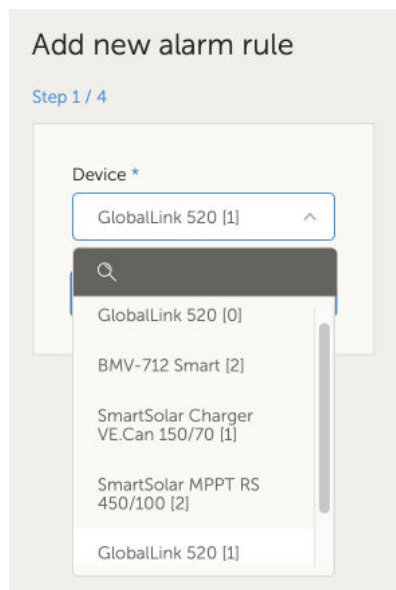 Add new alarm rule
Step 1 / 4
Device *
GlobalLink 520 [1]
GlobalLink 520 [0]
BMV-712 Smart [2]
SmartSolar Charger
VE.Can 150/70 [1]
SmartSolar MPPT RS
450/100 [2]
GlobalLink 520 [1]